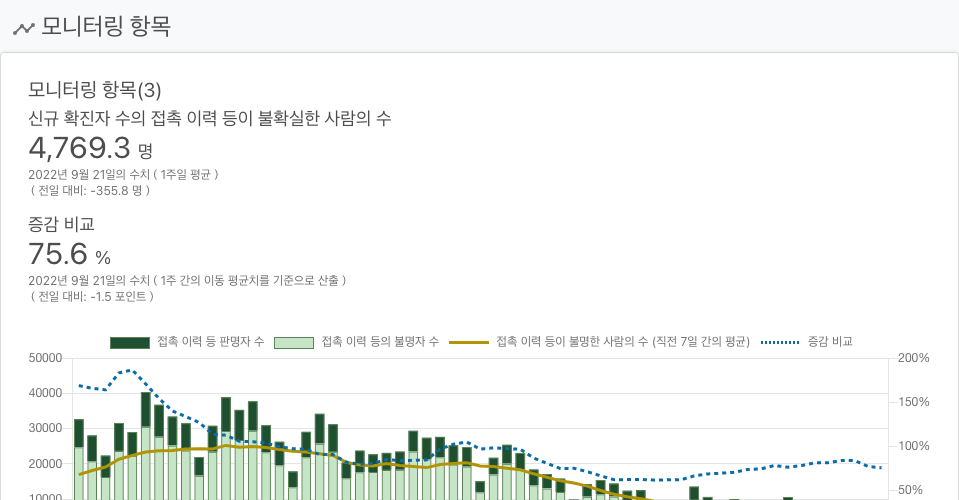 모니터링 항목
모니터링 항목(3)
신규 확진자 수의 접촉 이력 등이 불확실한 사람의 수
4,769.3 명
2022년 9월 21일의 수치 ( 1주일 평균 )
( 전일 대비: -355.8 명 )
증감 비교
75.6 %
2022년 9월 21일의 수치 ( 1주 간의 이동 평균치를 기준으로 산출 )
( 전일 대비: -1.5 포인트 )
접촉 이력 등 판명자 수 접촉 이력 등의 불명자 수 접촉 이력 등이 불명한 사람의 수 (직전 7일 간의 평균) 증감 비교
50000 200%
40000 150%
30000 100%
20000 50%
10000